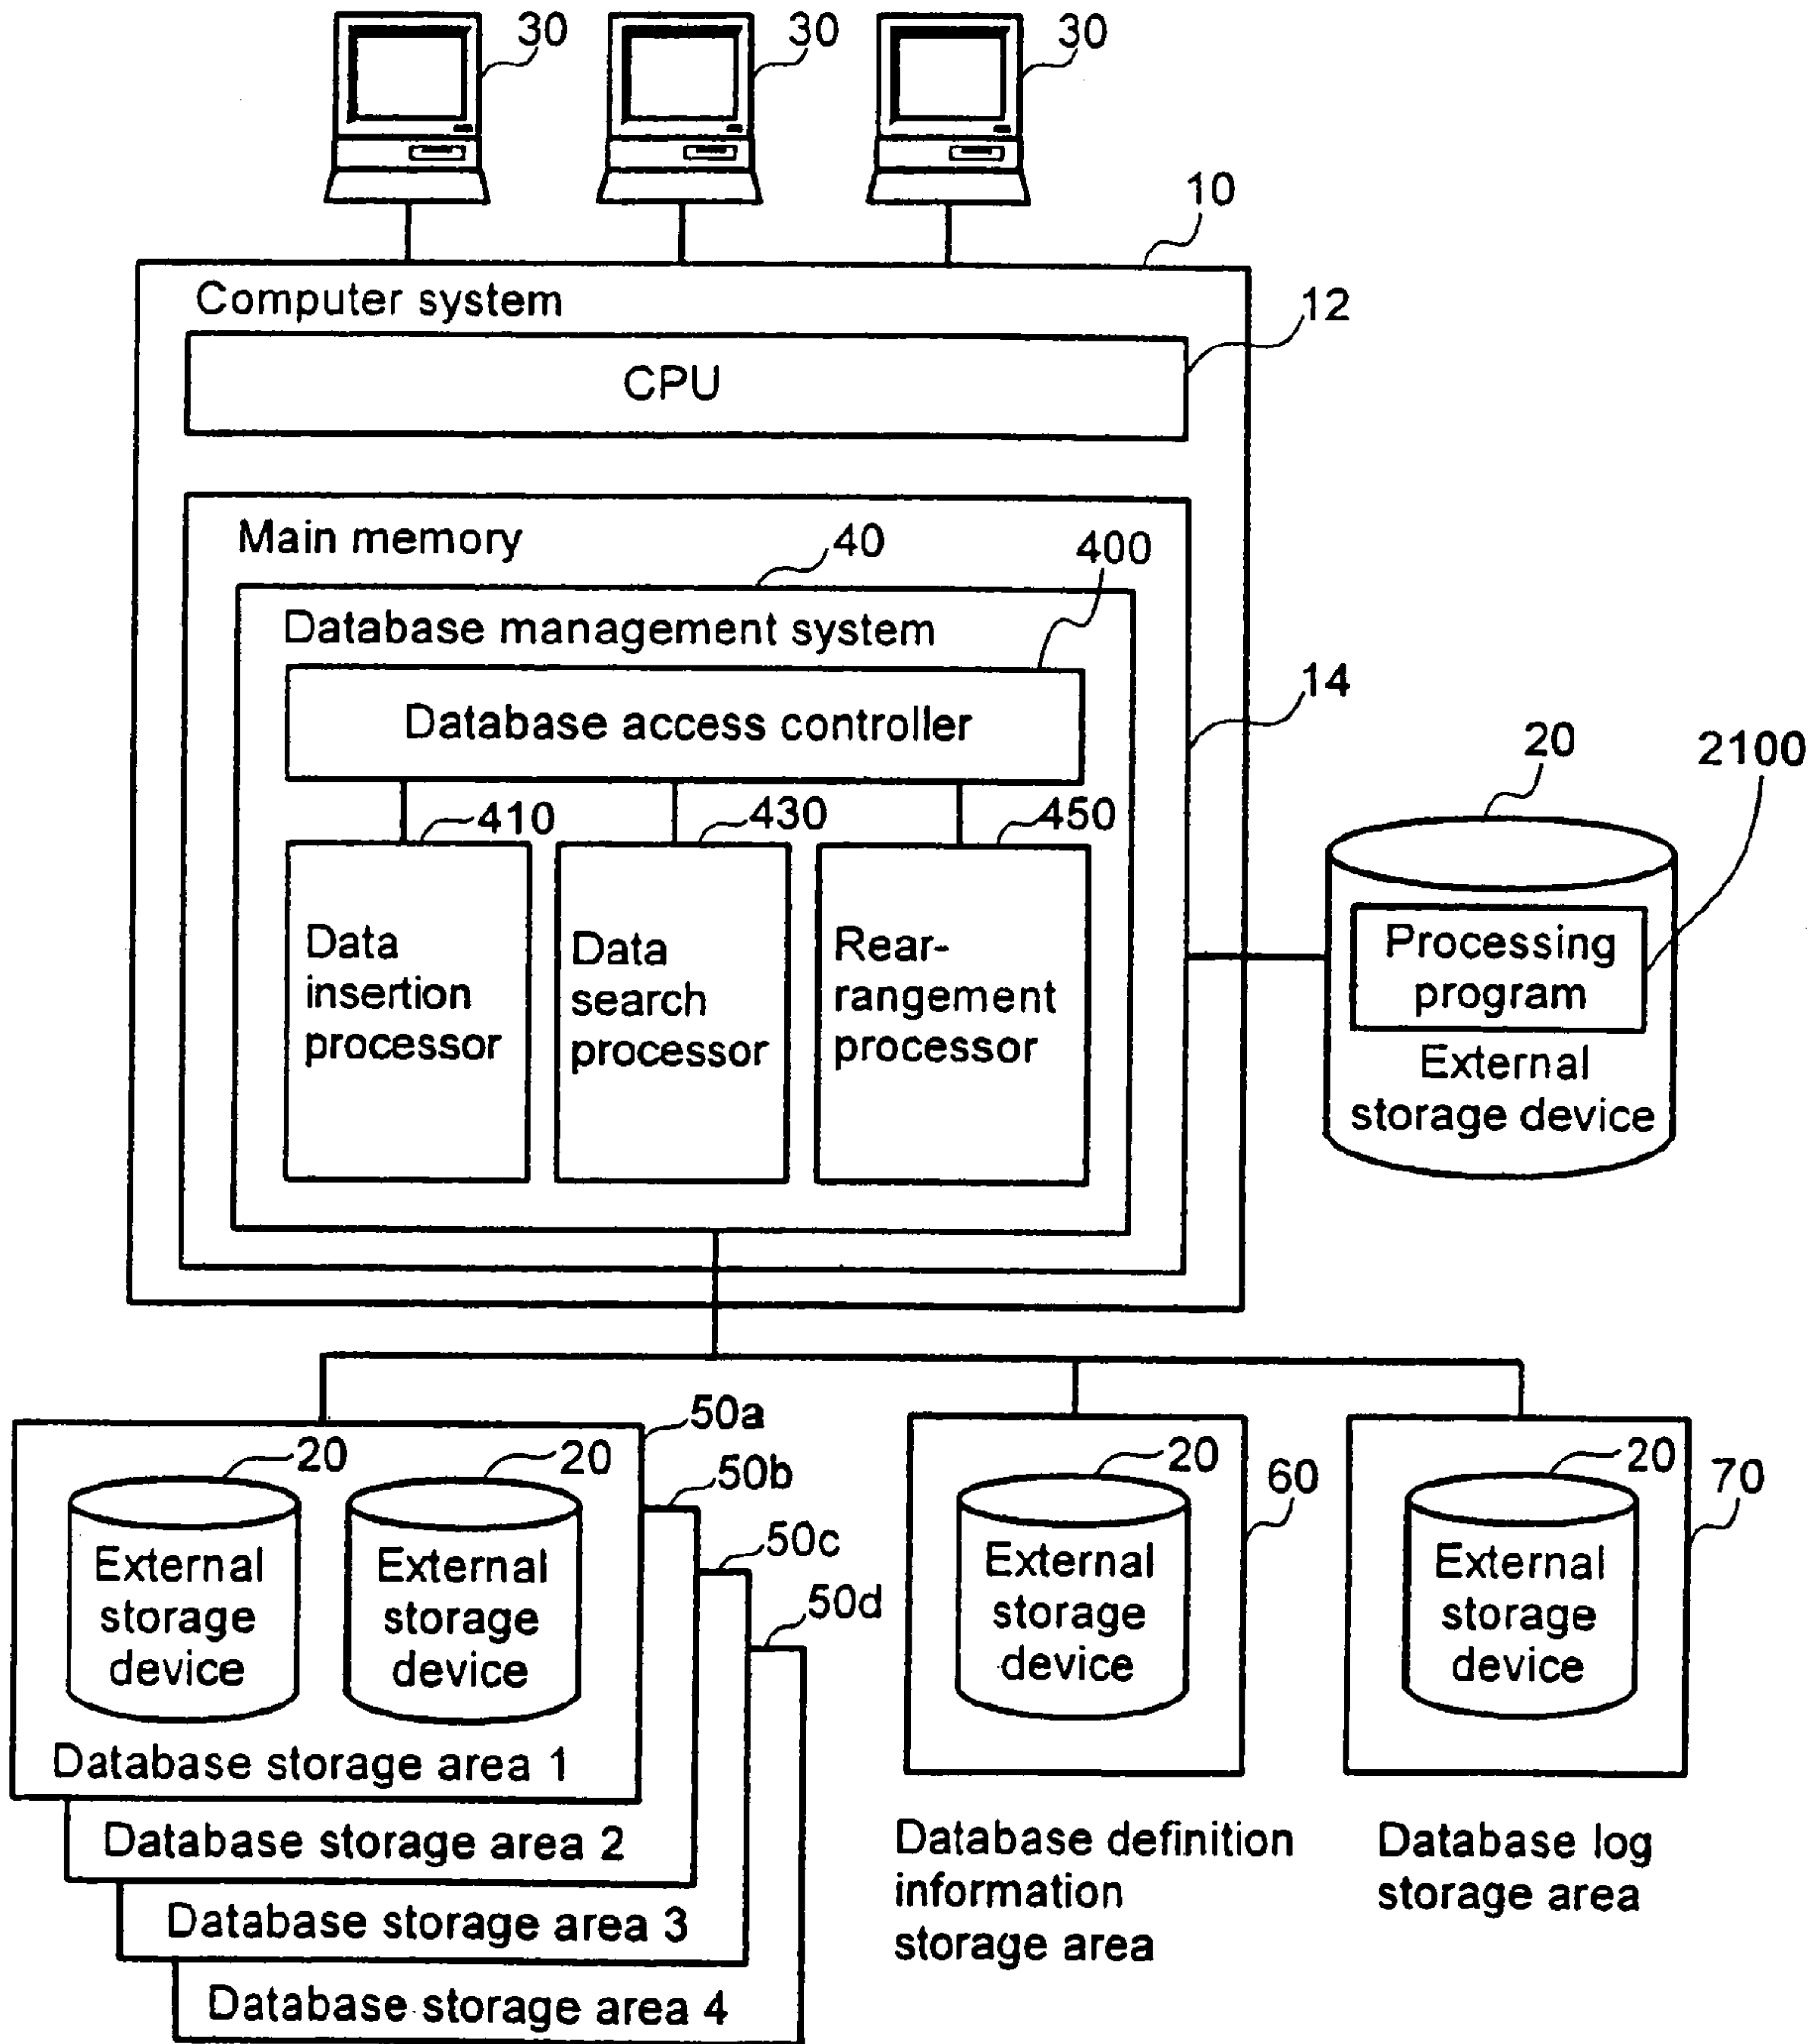 30
30
30
10
Computer system
12
CPU
Main memory
40
400
Database management system
14
Database access controller
20
2100
410
430
450
Data
insertion
processor
Data
search
processor
Rear-
rangement
processor
Processing
program
External
storage device
50a
20
20
50b
50c
50d
External
storage
device
External
storage
device
Database storage area 1
Database storage area 2
Database storage area 3
Database storage area 4
20
60
External
storage
device
Database definition
information
storage area
20
70
External
storage
device
Database log
storage area